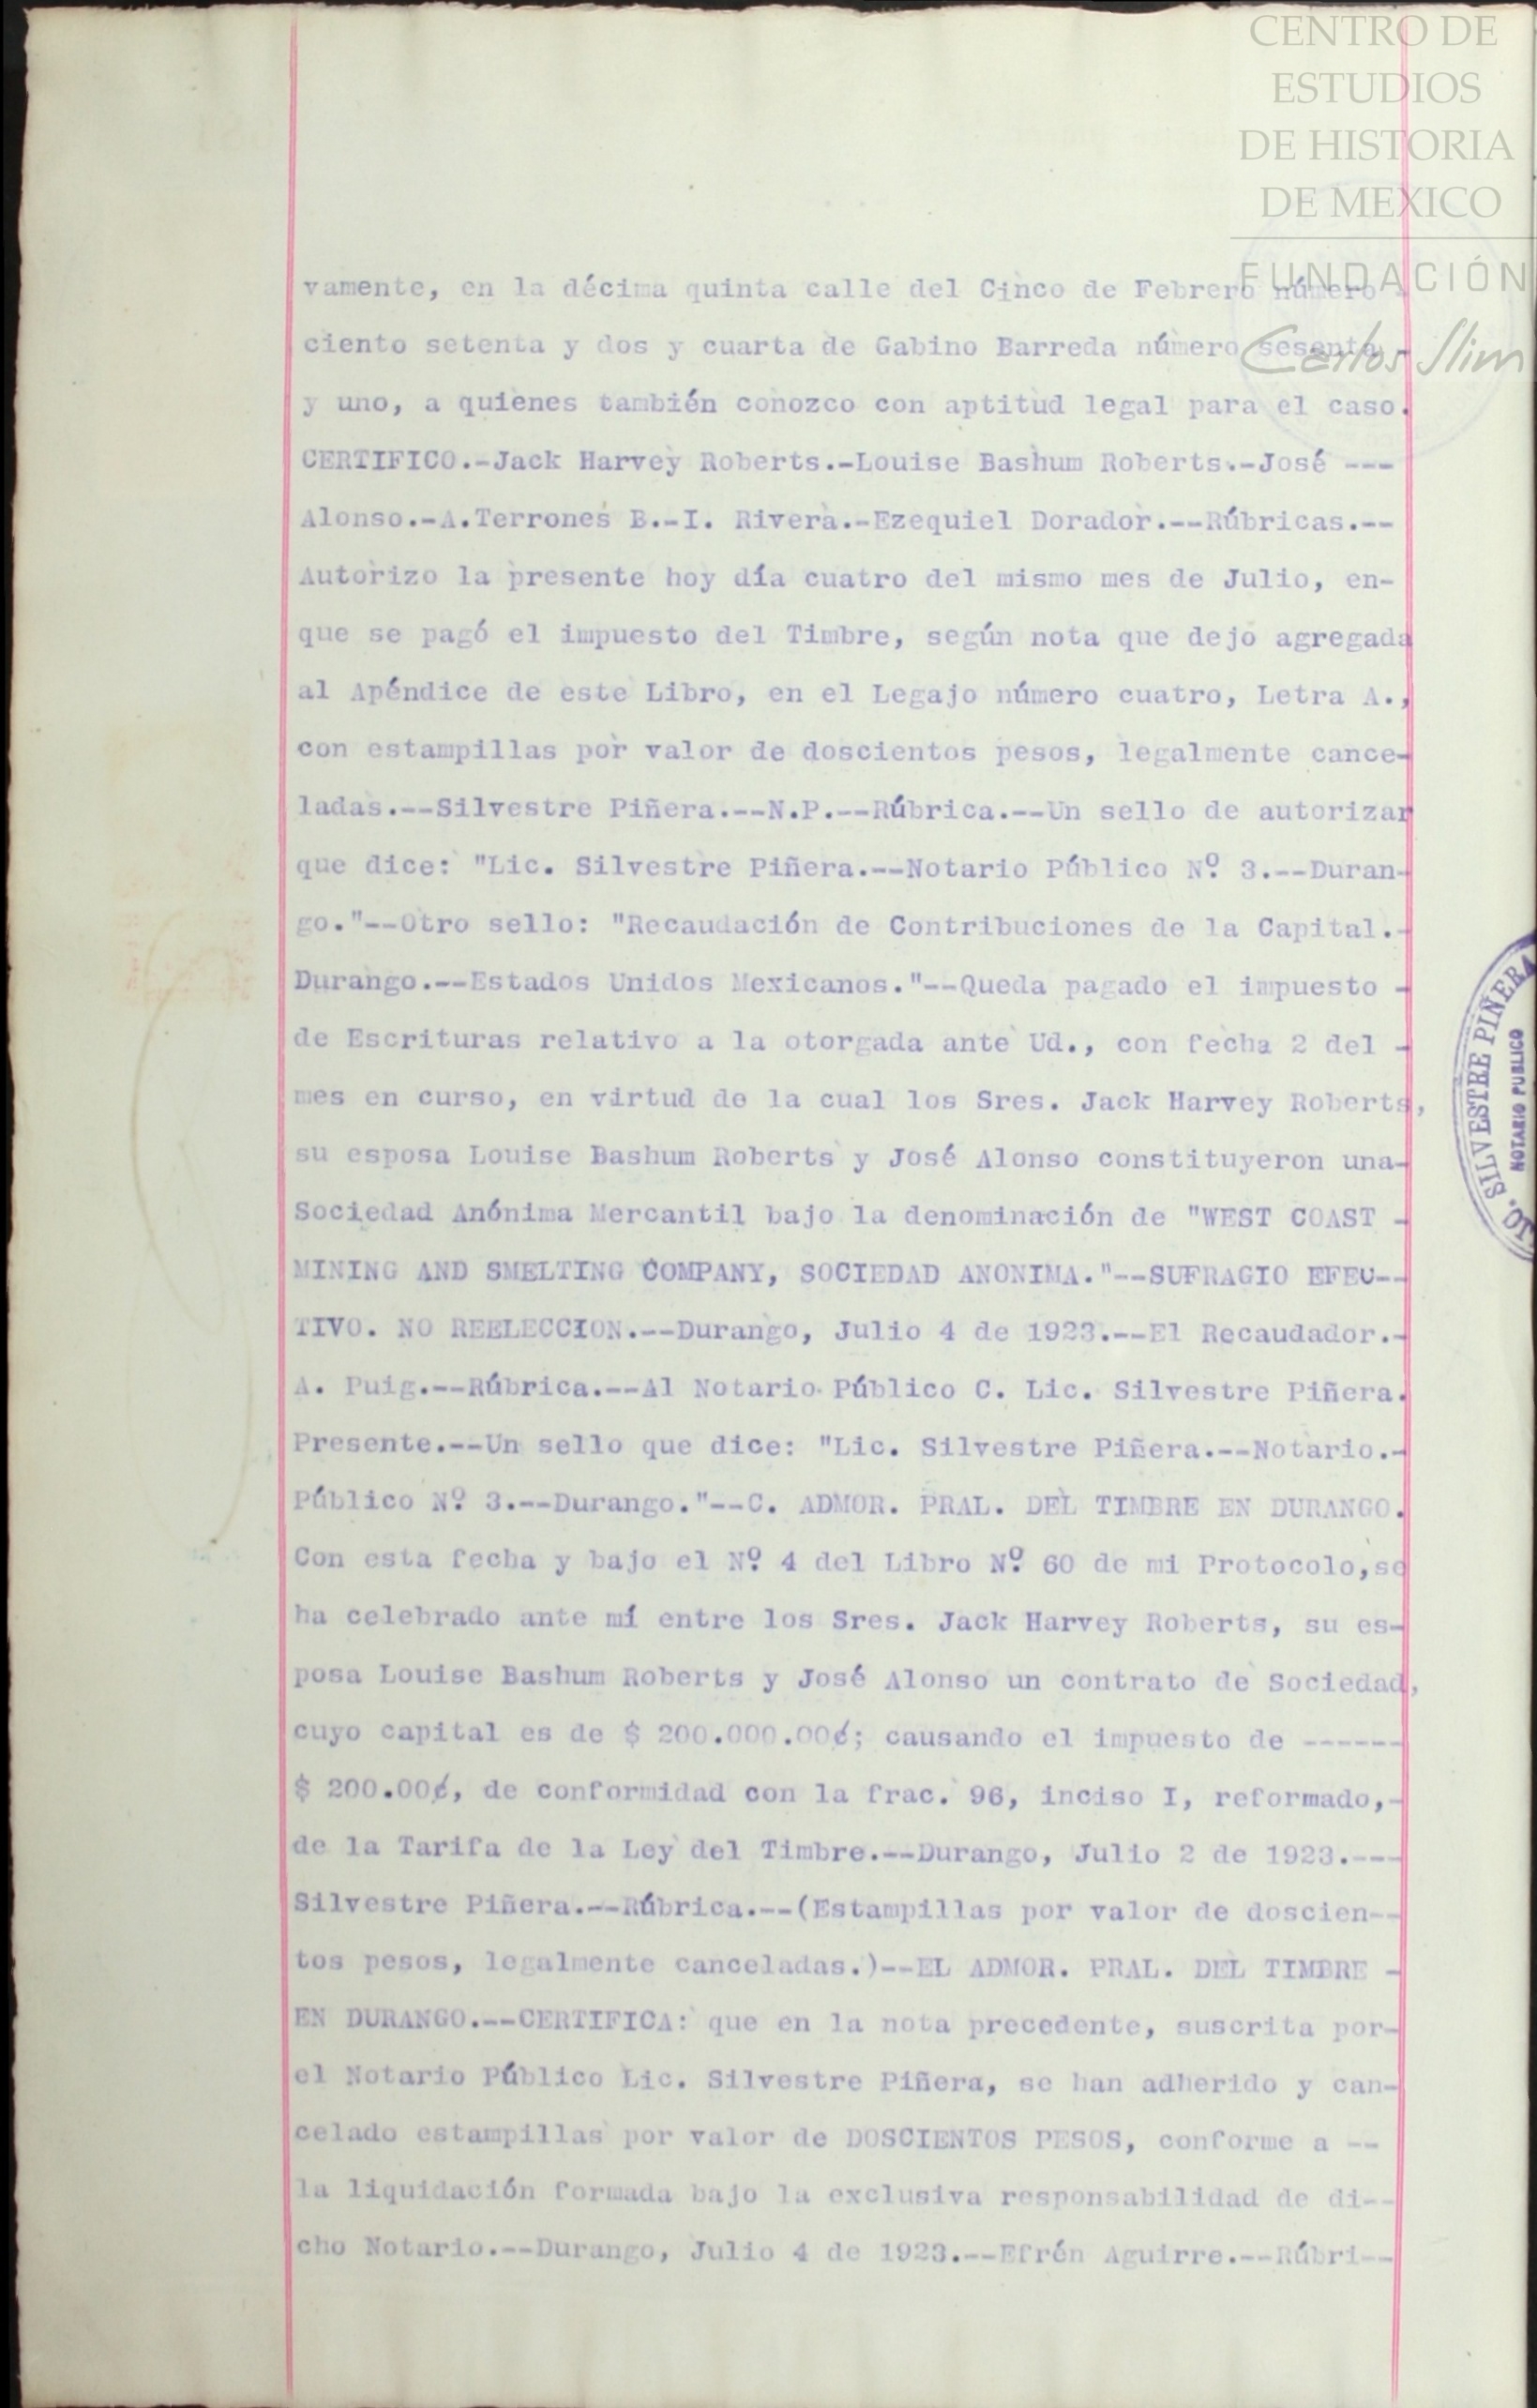 CENTRO DE
ESTUDIOS
DE HISTORIA
DE MEXICO
FUNDACIÓN
Carlos Slim
vamente, en la décima quinta calle del Cinco de Febrero número
ciento setenta y dos y cuarta de Gabino Barreda número sesenta -
y uno, a quienes también conozco con aptitud legal para el caso.
CERTIFICO.-Jack Harvey Roberts.-Louise Bashum Roberts.-José ---
Alonso.-A.Terrones B.-I. Rivera.-Ezequiel Dorador.--Rúbricas.--
Autorizo la presente hoy día cuatro del mismo mes de Julio, en-
que se pagó el impuesto del Timbre, según nota que dejo agregada
al Apéndice de este Libro, en el Legajo número cuatro, Letra A.,
con estampillas por valor de doscientos pesos, legalmente cance-
ladas.--Silvestre Piñera.--N.P.--Rúbrica.--Un sello de autorizar
que dice: "Lic. Silvestre Piñera.--Notario Público Nº. 3.--Duran-
go."--Otro sello: "Recaudación de Contribuciones de la Capital.-
Durango.--Estados Unidos Mexicanos."--Queda pagado el impuesto -
de Escrituras relativo a la otorgada ante Ud., con fecha 2 del -
mes en curso, en virtud de la cual los Sres. Jack Harvey Roberts,
su esposa Louise Bashum Roberts y José Alonso constituyeron una-
Sociedad Anónima Mercantil bajo la denominación de "WEST COAST -
MINING AND SMELTING COMPANY, SOCIEDAD ANONIMA."--SUFRAGIO EFEC--
TIVO. NO REELECCION.--Durango, Julio 4 de 1923.--El Recaudador.-
A. Puig.--Rúbrica.--Al Notario Público C. Lic. Silvestre Piñera.
Presente.--Un sello que dice: "Lic. Silvestre Piñera.--Notario.-
Público Nº. 3.--Durango."--C. ADMOR. PRAL. DEL TIMBRE EN DURANGO.
Con esta fecha y bajo el Nº. 4 del Libro Nº. 60 de mi Protocolo,se
ha celebrado ante mí entre los Sres. Jack Harvey Roberts, su es-
posa Louise Bashum Roberts y José Alonso un contrato de Sociedad,
cuyo capital es de $ 200.000.00¢; causando el impuesto de ------
$ 200.00¢, de conformidad con la frac. 96, inciso I, reformado,-
de la Tarifa de la Ley del Timbre.--Durango, Julio 2 de 1923.---
Silvestre Piñera.--Rúbrica.--(Estampillas por valor de doscien--
tos pesos, legalmente canceladas.)--EL ADMOR. PRAL. DEL TIMBRE -
EN DURANGO.--CERTIFICA: que en la nota precedente, suscrita por-
el Notario Público Lic. Silvestre Piñera, se han adherido y can-
celado estampillas por valor de DOSCIENTOS PESOS, conforme a --
la liquidación formada bajo la exclusiva responsabilidad de di--
cho Notario.--Durango, Julio 4 de 1923.--Efrén Aguirre.--Rúbri--
SILVESTRE PIÑERA
NOTARIO PUBLICO